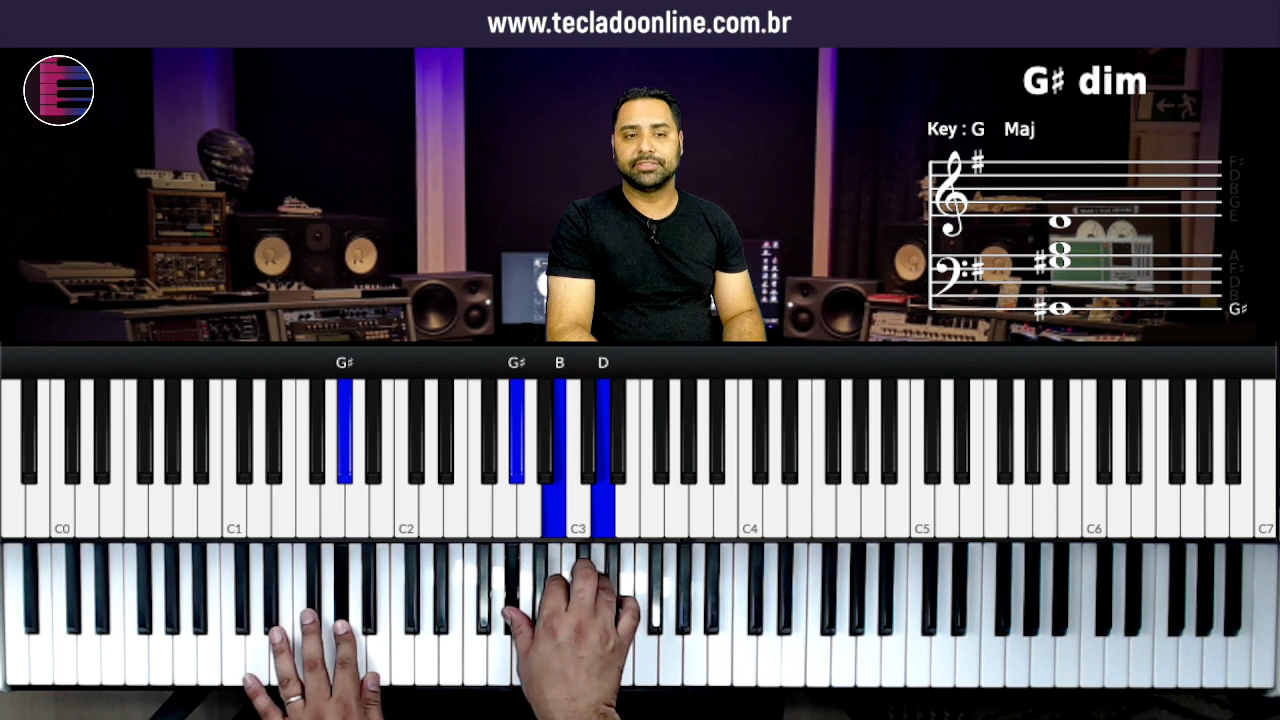 www.tecladoonline.com.br
G♯ dim
Key : G Maj
F♯
D
B
G
E
A
F♯
D
B
G♯
G♯ G♯ B D
C0 C1 C2 C3 C4 C5 C6 C7